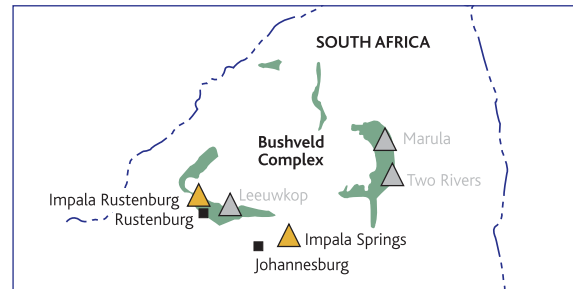 SOUTH AFRICA
Bushveld
Complex
Marula
Two Rivers
Impala Rustenburg
Leeuwkop
Rustenburg
Impala Springs
Johannesburg